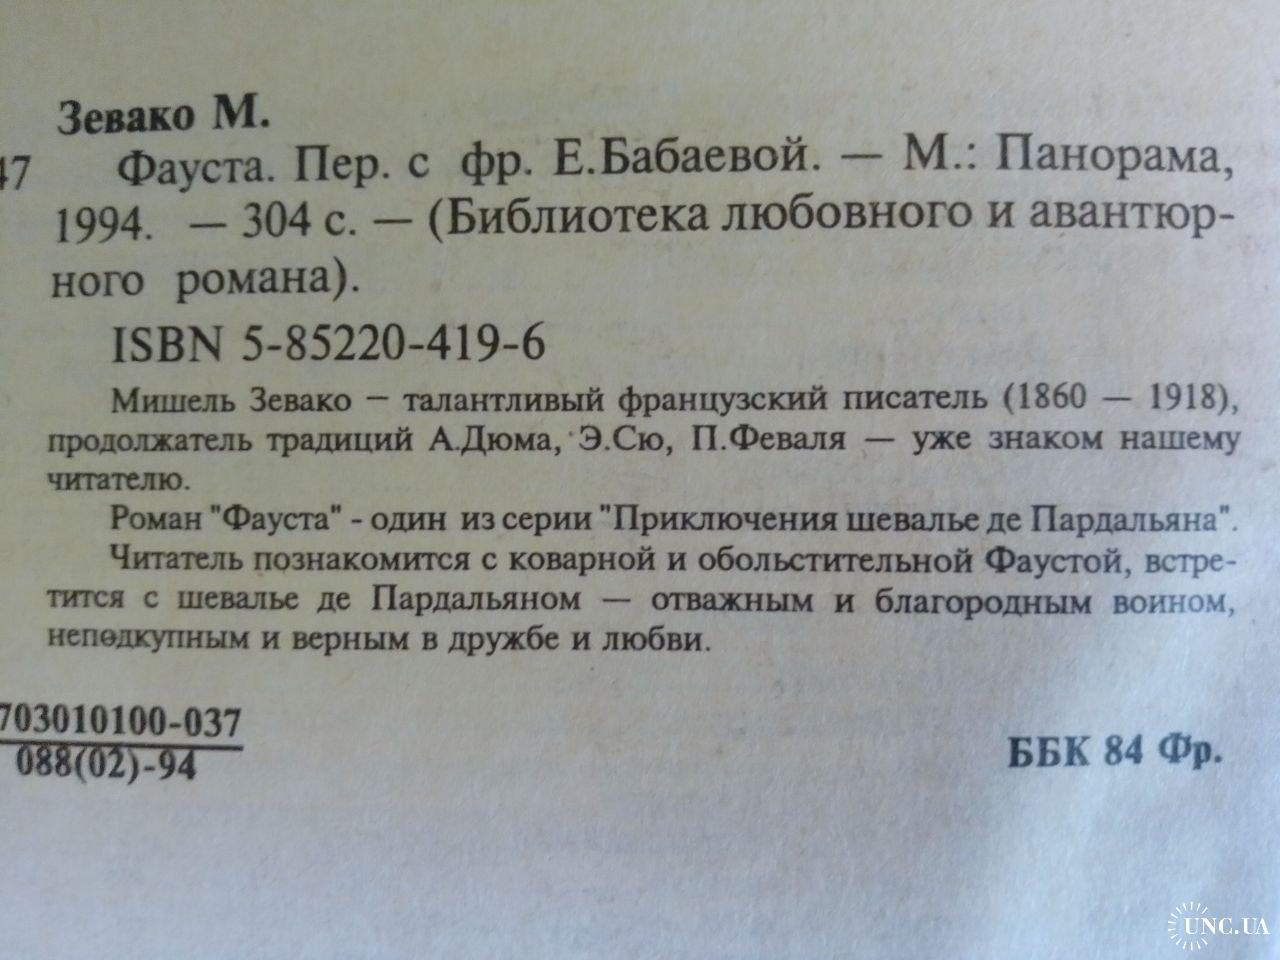 Зевако М.
47 Фауста. Пер. с фр. Е.Бабаевой. — М.: Панорама,
1994. — 304 с. — (Библиотека любовного и авантюр-
ного романа).
ISBN 5-85220-419-6
Мишель Зевако — талантливый французский писатель (1860 — 1918),
продолжатель традиций А.Дюма, Э.Сю, П.Феваля — уже знаком нашему
читателю.
Роман "Фауста" - один из серии "Приключения шевалье де Пардальяна".
Читатель познакомится с коварной и обольстительной Фаустой, встре-
тится с шевалье де Пардальяном — отважным и благородным воином,
неподкупным и верным в дружбе и любви.
703010100-037
088(02)-94
ББК 84 Фр.
UNC.UA